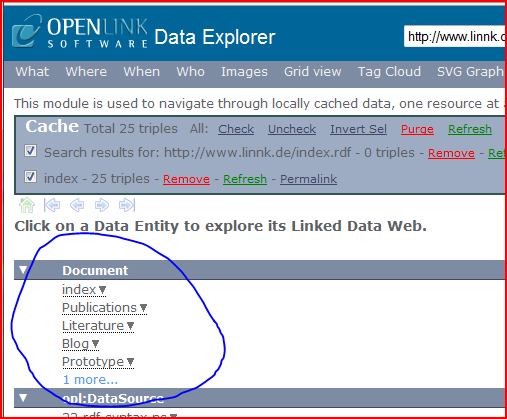 OPENLINK SOFTWARE Data Explorer http://www.linnk.d
What Where When Who Images Grid view Tag Cloud SVG Graph
This module is used to navigate through locally cached data, one resource at
Cache Total 25 triples All: Check Uncheck Invert Sel Purge Refresh
Search results for: http://www.linnk.de/index.rdf - 0 triples - Remove - Ref
index - 25 triples - Remove - Refresh - Permalink
Click on a Data Entity to explore its Linked Data Web.
Document
index
Publications
Literature
Blog
Prototype
1 more...
opl:DataSource
22-rdf-syntax-ns